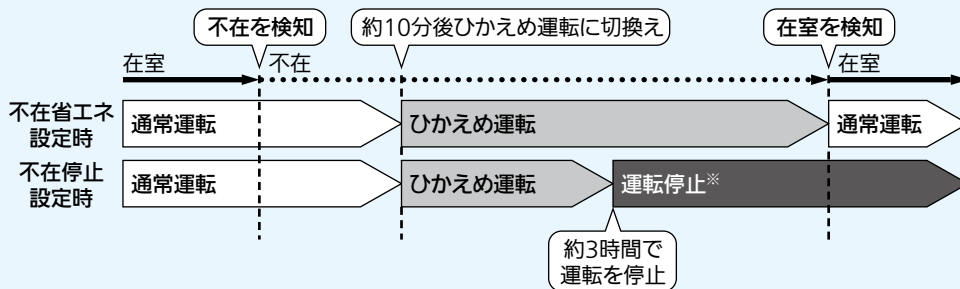 不在を検知
約10分後ひかえめ運転に切換え
在室を検知
在室
不在
在室
不在省エネ
設定時
通常運転
ひかえめ運転
通常運転
不在停止
設定時
通常運転
ひかえめ運転
運転停止※
約3時間で
運転を停止